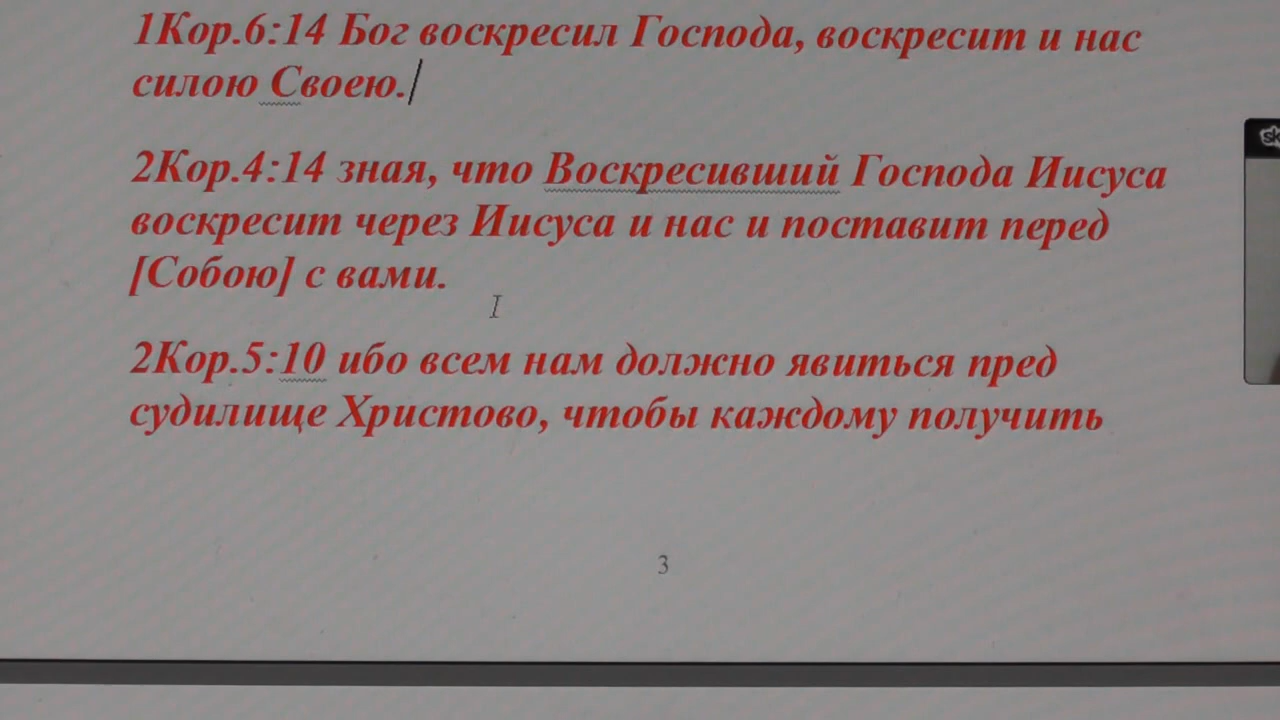 1Кор.6:14 Бог воскресил Господа, воскресит и нас
силою Своею.
2Кор.4:14 зная, что Воскресивший Господа Иисуса
воскресит через Иисуса и нас и поставит перед
[Собою] с вами.
2Кор.5:10 ибо всем нам должно явиться пред
судилище Христово, чтобы каждому получить
3